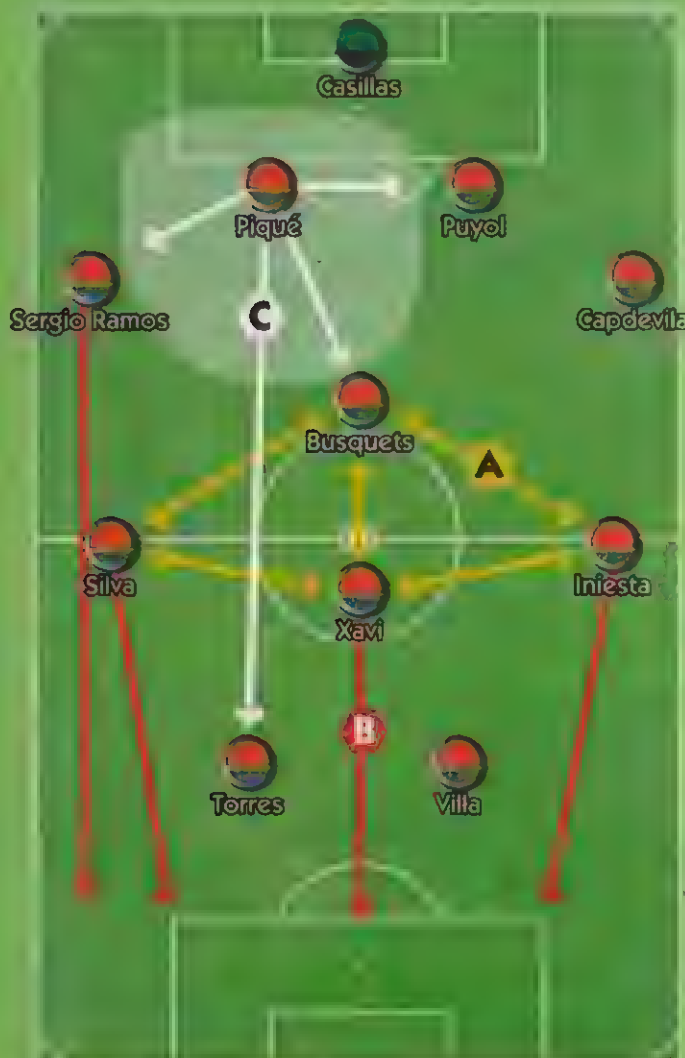 Casillas
Piqué
Puyol
Sergio Ramos
C
Capdevila
Busquets
A
Silva
Iniesta
Xavi
B
Torres
Villa